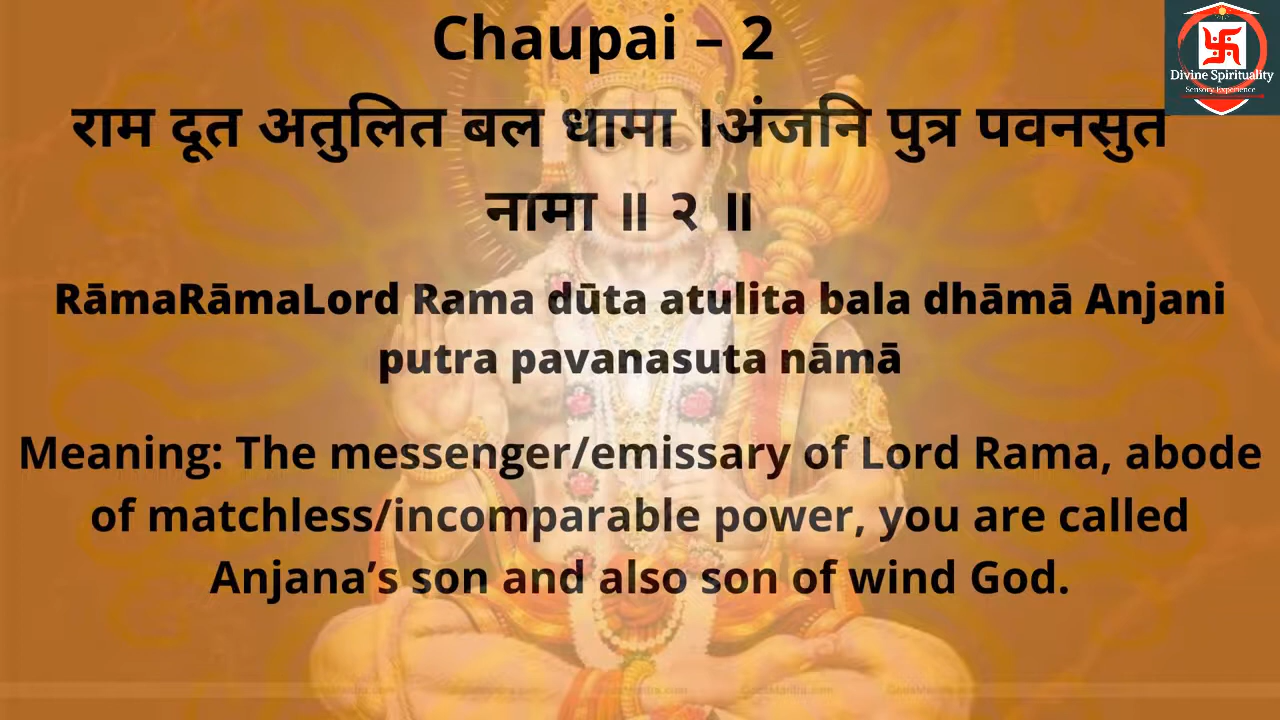 Chaupai – 2
Divine Spirituality
Sensory Experience
राम दूत अतुलित बल धामा ।अंजनि पुत्र पवनसुत
नामा ॥ २ ॥
RāmaRāmaLord Rama dūta atulita bala dhāmā Anjani
putra pavanasuta nāmā
Meaning: The messenger/emissary of Lord Rama, abode
of matchless/incomparable power, you are called
Anjana’s son and also son of wind God.